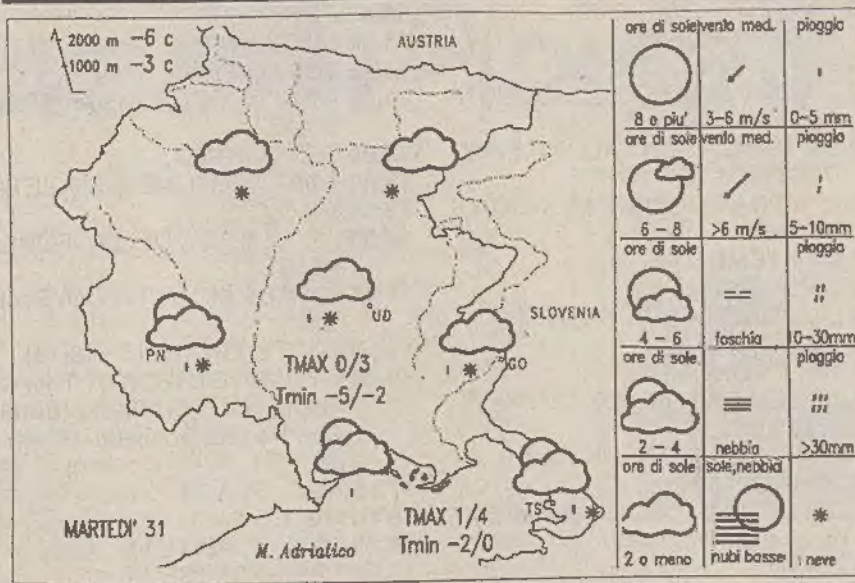 2000 m -6 c
1000 m -3 c
AUSTRIA
SLOVENIA
UD
PN
GO
TMAX 0/3
Tmin -5/-2
TS
TMAX 1/4
Tmin -2/0
MARTEDI' 31
M. Adriatico
ore di sole vento med. pioggia
8 o piu' 3-6 m/s 0-5 mm
ore di sole vento med. pioggia
6 - 8 >6 m/s 5-10mm
ore di sole pioggia
4 - 6 foschia 10-30mm
ore di sole pioggia
2 - 4 nebbia >30mm
ore di sole sole,nebbia
2 o meno nubi basse neve